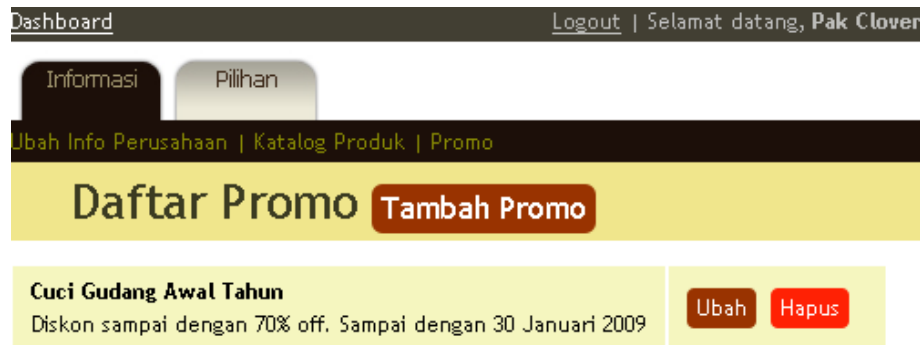 Dashboard Logout | Selamat datang, Pak Clover
Informasi Pilihan
Ubah Info Perusahaan | Katalog Produk | Promo
Daftar Promo Tambah Promo
Cuci Gudang Awal Tahun
Diskon sampai dengan 70% off. Sampai dengan 30 Januari 2009
Ubah Hapus